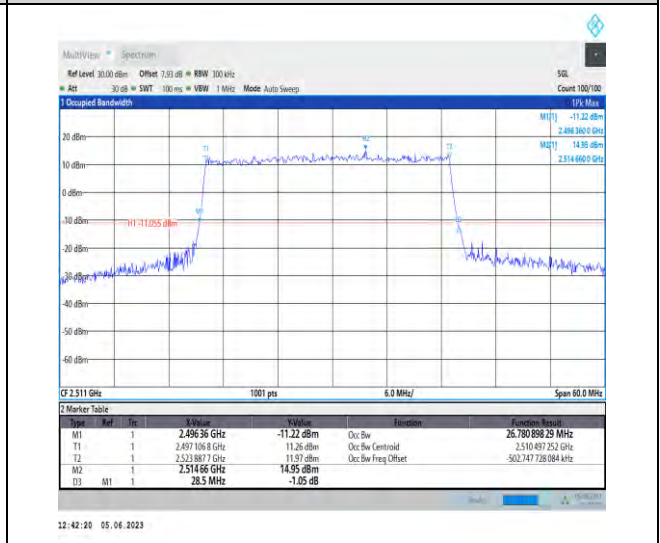 MultiView Spectrum
Ref Level 30.00 dBm Offset 7.93 dB RBW 300 kHz SGL
Att 30 dB SWT 100 ms VBW 1 MHz Mode Auto Sweep Count 100/100
1 Occupied Bandwidth 1Pk Max
M1[1] -11.22 dBm
2.496 360 0 GHz
M2[1] 14.95 dBm
2.514 660 0 GHz
20 dBm
T1
M2
T2
10 dBm
0 dBm
-10 dBm
M1
H1 -11.055 dBm
D3
-20 dBm
-30 dBm
-40 dBm
-50 dBm
-60 dBm
CF 2.511 GHz 1001 pts 6.0 MHz/ Span 60.0 MHz
2 Marker Table
Type Ref Trc X-Value Y-Value Function Function Result
M1 1 2.496 36 GHz -11.22 dBm Occ Bw 26.780 898 29 MHz
T1 1 2.497 106 8 GHz 11.26 dBm Occ Bw Centroid 2.510 497 252 GHz
T2 1 2.523 887 7 GHz 11.97 dBm Occ Bw Freq Offset -502.747 728 084 kHz
M2 1 2.514 66 GHz 14.95 dBm
D3 M1 1 28.5 MHz -1.05 dB
12:42:20 05.06.2023